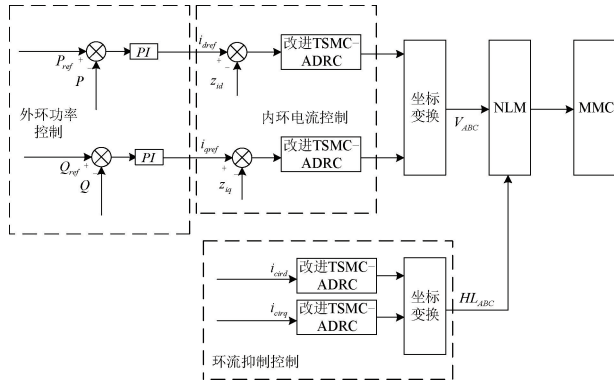 P_ref
+
−
P
PI
i_dref
+
−
z_id
改进TSMC−
ADRC
外环功率
控制
内环电流控制
坐标
变换
V_ABC
NLM
MMC
Q_ref
+
−
Q
PI
i_qref
+
−
z_iq
改进TSMC−
ADRC
i_cird
改进TSMC−
ADRC
i_cirq
改进TSMC−
ADRC
坐标
变换
HL_ABC
环流抑制控制